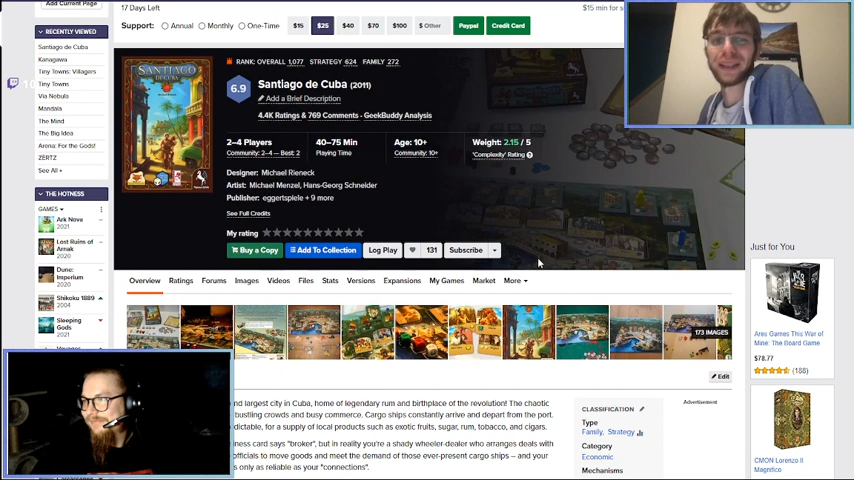 Add Current Page
17 Days Left
$15 min for s
Support: Annual Monthly One-Time $15 $25 $40 $70 $100 $ Other Paypal Credit Card
RECENTLY VIEWED
Santiago de Cuba
Kanagawa
Tiny Towns: Villagers
Tiny Towns
Via Nebula
Mandala
The Mind
The Big Idea
Arena: For the Gods!
ZÈRTZ
See All
THE HOTNESS
GAMES
Ark Nova
2021
Lost Ruins of Arnak
2020
Dune: Imperium
2020
Shikoku 1889
2004
Sleeping Gods
2021
SANTIAGO
DE CUBA
RANK: OVERALL 1,077 STRATEGY 624 FAMILY 272
6.9
Santiago de Cuba (2011)
Add a Brief Description
4.4K Ratings & 769 Comments · GeekBuddy Analysis
2–4 Players
Community: 2–4 — Best: 2
40–75 Min
Playing Time
Age: 10+
Community: 10+
Weight: 2.15 / 5
'Complexity' Rating
Designer: Michael Rieneck
Artist: Michael Menzel, Hans-Georg Schneider
Publisher: eggertspiele + 9 more
See Full Credits
My rating
Buy a Copy Add To Collection Log Play 131 Subscribe
Overview Ratings Forums Images Videos Files Stats Versions Expansions My Games Market More
173 IMAGES
Edit
nd largest city in Cuba, home of legendary rum and birthplace of the revolution! The chaotic
bustling crowds and busy commerce. Cargo ships constantly arrive and depart from the port.
dictable, for a supply of local products such as exotic fruits, sugar, rum, tobacco, and cigars.
ness card says "broker", but in reality you're a shady wheeler-dealer who arranges deals with
officials to move goods and meet the demand of those ever-present cargo ships – and your
s only as reliable as your "connections".
CLASSIFICATION
Type
Family, Strategy
Category
Economic
Mechanisms
Advertisement
Just for You
Ares Games This War of
Mine: The Board Game
$78.77
(188)
CMON Lorenzo Il
Magnifico